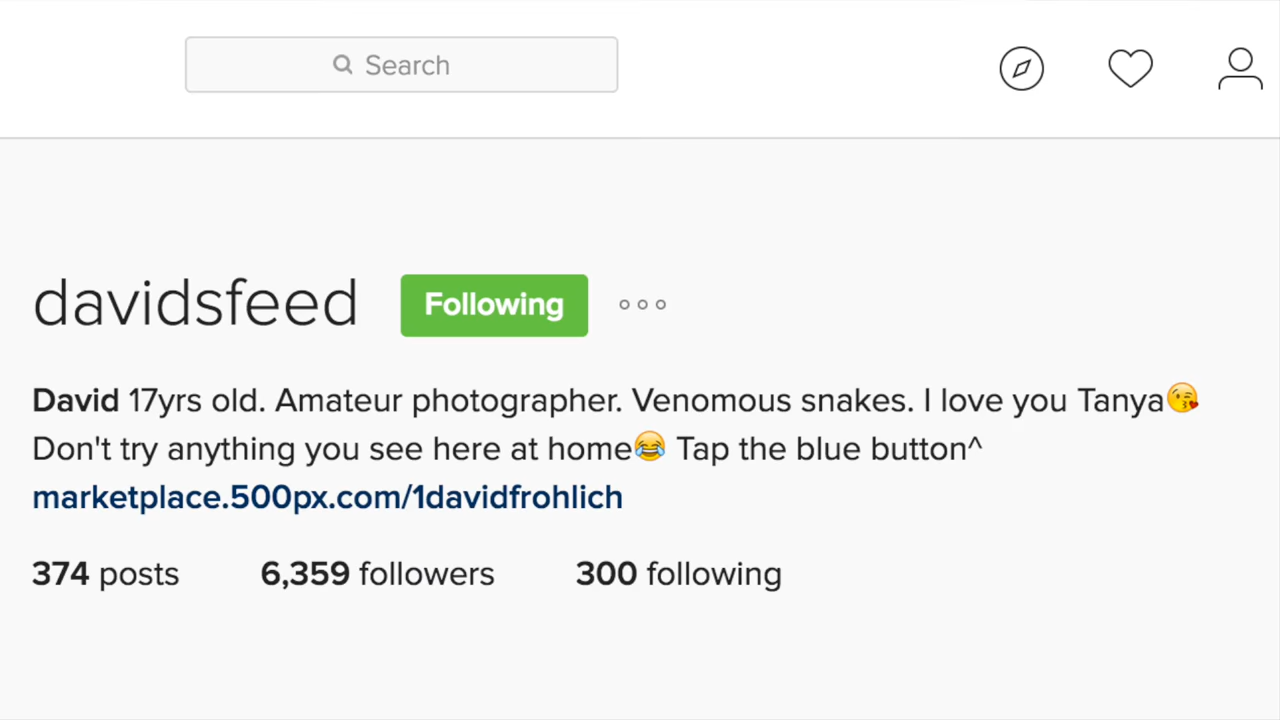 Search
davidsfeed Following
David 17yrs old. Amateur photographer. Venomous snakes. I love you Tanya😘
Don't try anything you see here at home😂 Tap the blue button^
marketplace.500px.com/1davidfrohlich
374 posts 6,359 followers 300 following